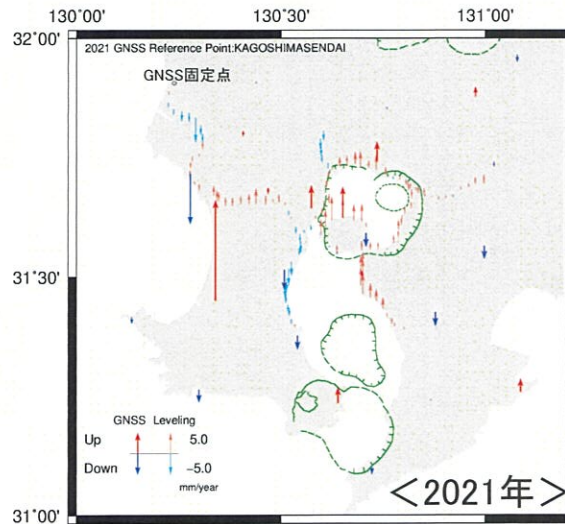 130°00' 130°30' 131°00'
32°00'
2021 GNSS Reference Point:KAGOSHIMASENDAI
GNSS固定点
31°30'
GNSS Leveling
Up 5.0
Down -5.0
mm/year
31°00'
<2021年>